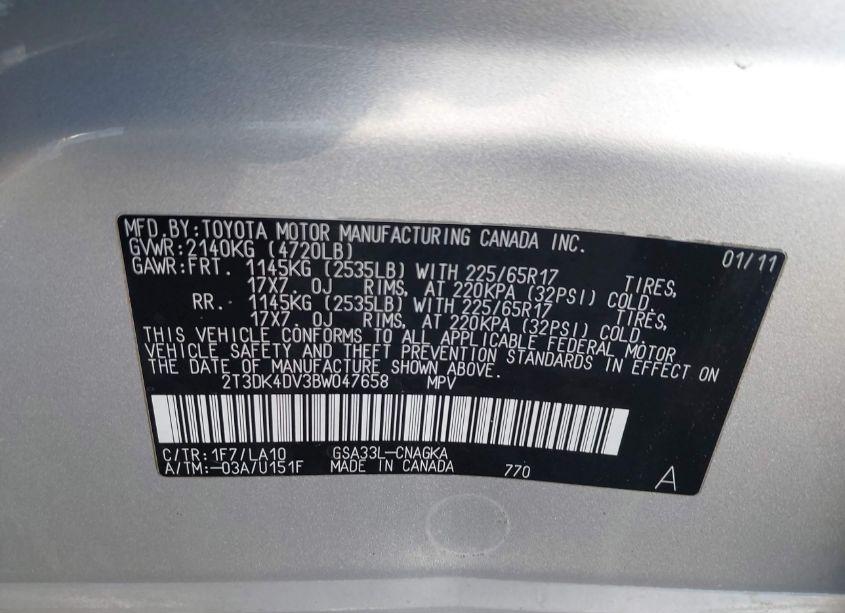 MFD.BY:TOYOTA MOTOR MANUFACTURING CANADA INC.
GVWR:2140KG (4720LB) 01/11
GAWR:FRT. 1145KG (2535LB) WITH 225/65R17 TIRES,
17X7.0J RIMS, AT 220KPA (32PSI) COLD.
RR. 1145KG (2535LB) WITH 225/65R17 TIRES,
17X7.0J RIMS, AT 220KPA (32PSI) COLD.
THIS VEHICLE CONFORMS TO ALL APPLICABLE FEDERAL MOTOR
VEHICLE SAFETY AND THEFT PREVENTION STANDARDS IN EFFECT ON
THE DATE OF MANUFACTURE SHOWN ABOVE.
2T3DK4DV3BW047658 MPV
C/TR:1F7/LA10 GSA33L-CNAGKA
A/TM:-03A/U151F MADE IN CANADA 770 A